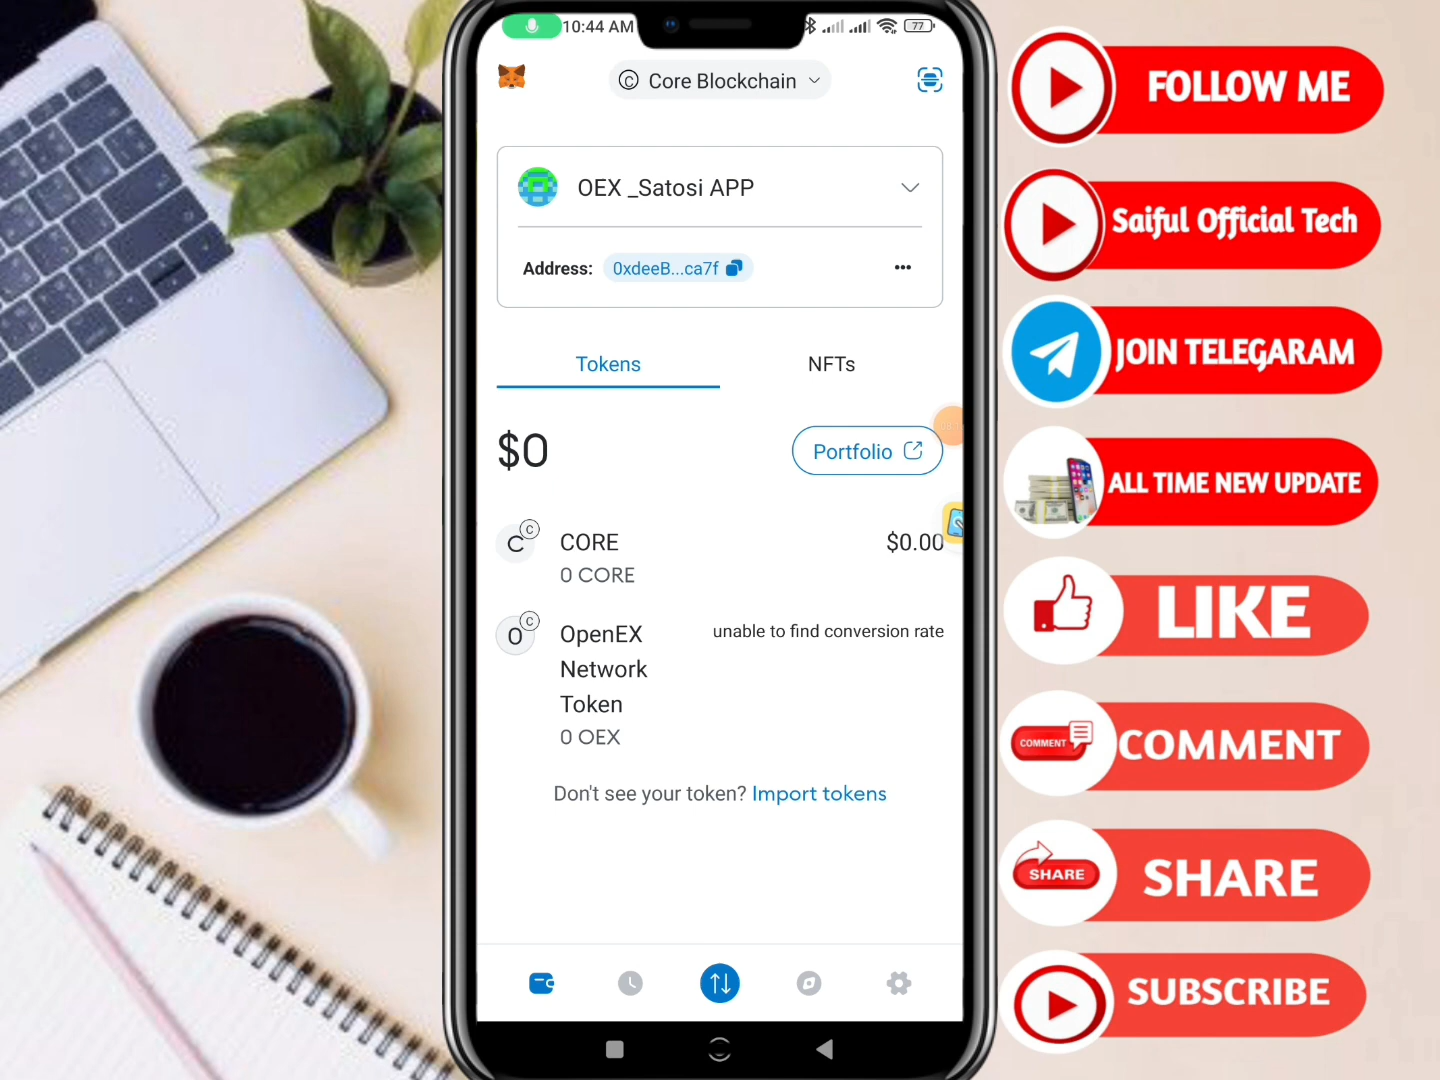 10:44 AM
77
C Core Blockchain
OEX _Satosi APP
Address: 0xdeeB...ca7f
Tokens
NFTs
$0
Portfolio
C
C
CORE
$0.00
0 CORE
C
O
OpenEX
Network
Token
unable to find conversion rate
0 OEX
Don't see your token? Import tokens
FOLLOW ME
Saiful Official Tech
JOIN TELEGARAM
ALL TIME NEW UPDATE
LIKE
COMMENT
COMMENT
SHARE
SHARE
SUBSCRIBE